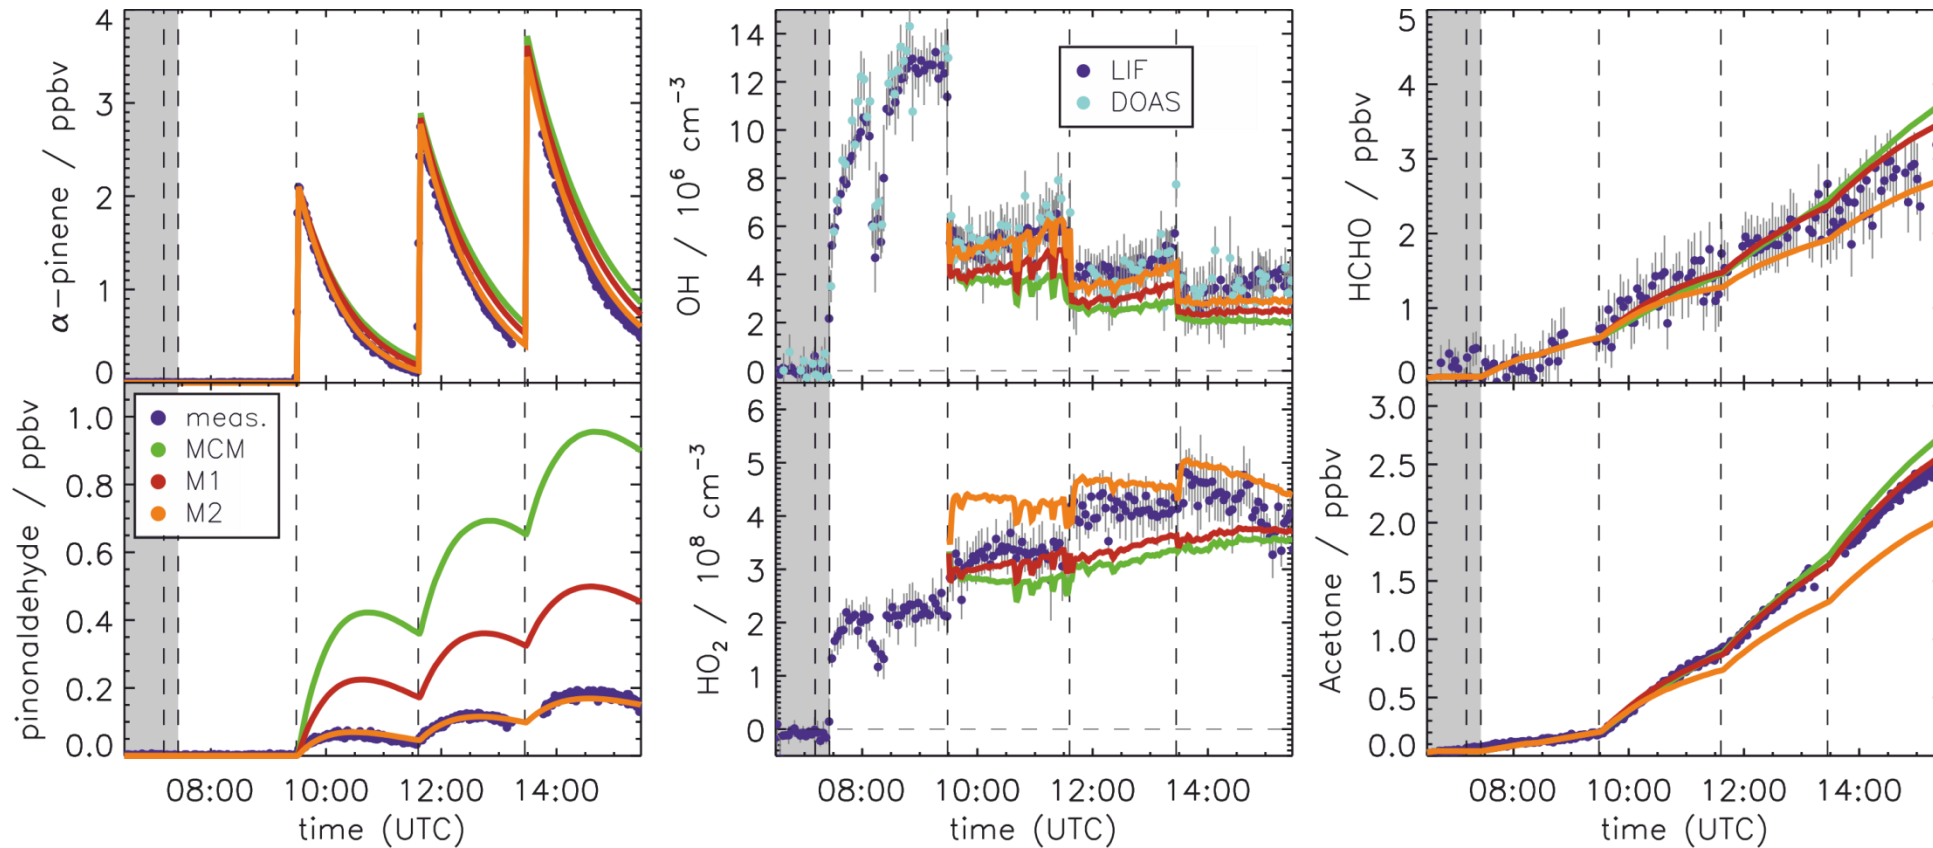 α-pinene / ppbv
4
3
2
1
0
pinonaldehyde / ppbv
1.0
0.8
0.6
0.4
0.2
0.0
meas.
MCM
M1
M2
08:00 10:00 12:00 14:00
time (UTC)
OH / 10⁶ cm⁻³
14
12
10
8
6
4
2
0
LIF
DOAS
HO₂ / 10⁸ cm⁻³
6
5
4
3
2
1
0
08:00 10:00 12:00 14:00
time (UTC)
HCHO / ppbv
5
4
3
2
1
0
Acetone / ppbv
3.0
2.5
2.0
1.5
1.0
0.5
0.0
08:00 10:00 12:00 14:00
time (UTC)